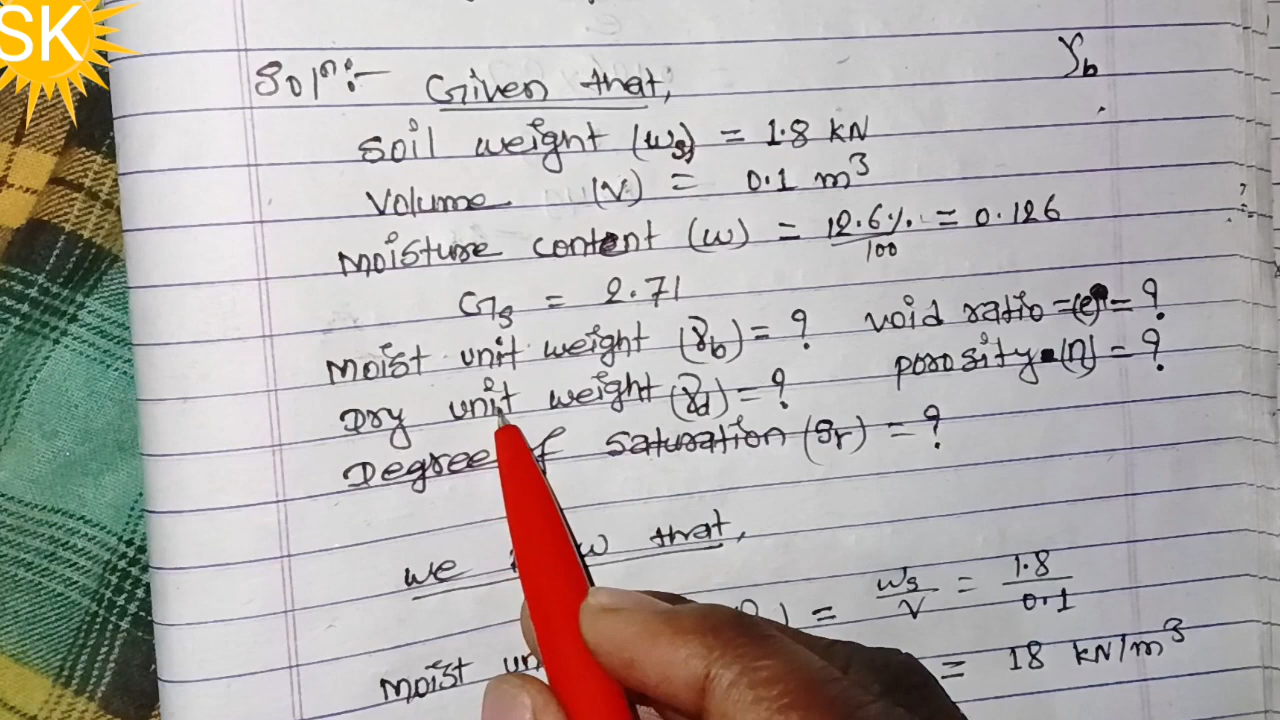 SK
γb
Solⁿ:- Given that,
Soil weight (Ws) = 1.8 kN
Volume (V) = 0.1 m³
Moisture content (w) = 12.6%/100 = 0.126
Gs = 2.71
Moist unit weight (γb) = ? void ratio = (e) = ?
Dry unit weight (γd) = ? porosity (n) = ?
Degree of saturation (Sr) = ?
we that,
= Ws/V = 1.8/0.1
Moist = 18 kN/m³